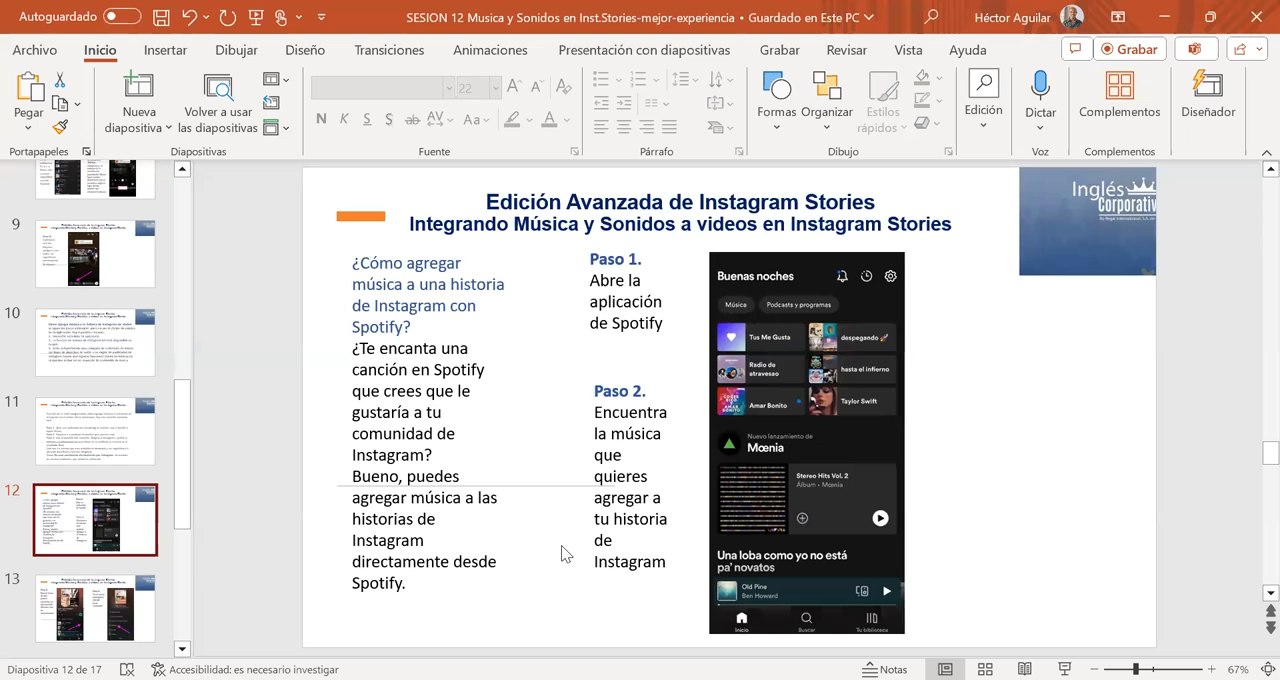 Autoguardado
SESION 12 Musica y Sonidos en Inst.Stories-mejor-experiencia • Guardado en Este PC
Héctor Aguilar
Archivo
Inicio
Insertar
Dibujar
Diseño
Transiciones
Animaciones
Presentación con diapositivas
Grabar
Revisar
Vista
Ayuda
Grabar
Pegar
Nueva
diapositiva
Volver a usar
las diapositivas
22
N K S S ab AV Aa A
Formas
Organizar
Estilos
rápidos
Edición
Dictar
Complementos
Diseñador
Portapapeles
Diapositivas
Fuente
Párrafo
Dibujo
Voz
Complementos
9
10
11
12
13
Edición Avanzada de Instagram Stories
Integrando Música y Sonidos a videos en Instagram Stories
Inglés
Corporativ
¿Cómo agregar
música a una historia
de Instagram con
Spotify?
¿Te encanta una
canción en Spotify
que crees que le
gustaría a tu
comunidad de
Instagram?
Bueno, puedes
agregar música a las
historias de
Instagram
directamente desde
Spotify.
Paso 1.
Abre la
aplicación
de Spotify
Paso 2.
Encuentra
la música
que
quieres
agregar a
tu historia
de
Instagram
Buenas noches
Música
Podcasts y programas
Tus Me Gusta
despegando 🚀
Radio de
atravesao
hasta el infierno
Amar Bonito
Taylor Swift
Nuevo lanzamiento de
Mœnia
Stereo Hits Vol. 2
Álbum • Mœnia
Una loba como yo no está
pa' novatos
Old Pine
Ben Howard
Inicio
Buscar
Tu biblioteca
Diapositiva 12 de 17
Accesibilidad: es necesario investigar
Notas
67%